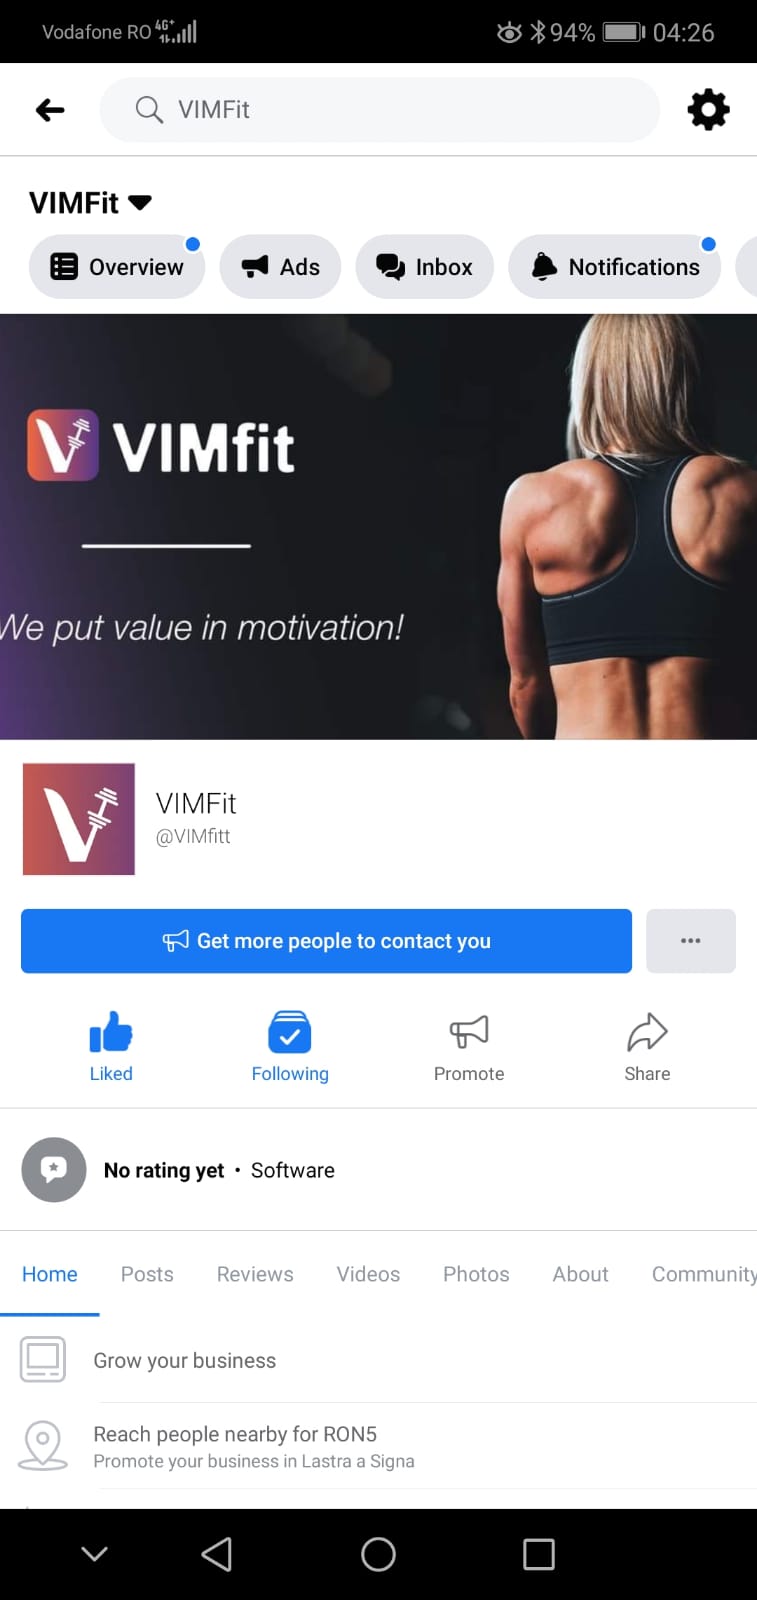 Vodafone RO 4G+ 94% 04:26
VIMFit
VIMFit
Overview Ads Inbox Notifications
VIMfit
We put value in motivation!
VIMFit
@VIMfitt
Get more people to contact you
Liked Following Promote Share
No rating yet • Software
Home Posts Reviews Videos Photos About Community
Grow your business
Reach people nearby for RON5
Promote your business in Lastra a Signa